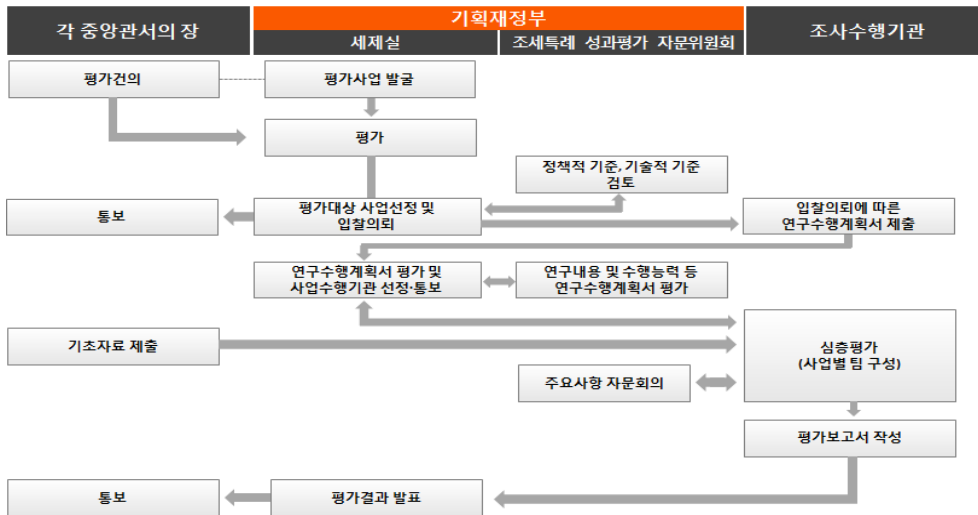 각 중앙관서의 장
기획재정부
세제실
조세특례 성과평가 자문위원회
조사수행기관
평가건의
평가사업 발굴
평가
정책적 기준, 기술적 기준
검토
통보
평가대상 사업선정 및
입찰의뢰
입찰의뢰에 따른
연구수행계획서 제출
연구수행계획서 평가 및
사업수행기관 선정·통보
연구내용 및 수행능력 등
연구수행계획서 평가
기초자료 제출
심층평가
(사업별 팀 구성)
주요사항 자문회의
평가보고서 작성
통보
평가결과 발표